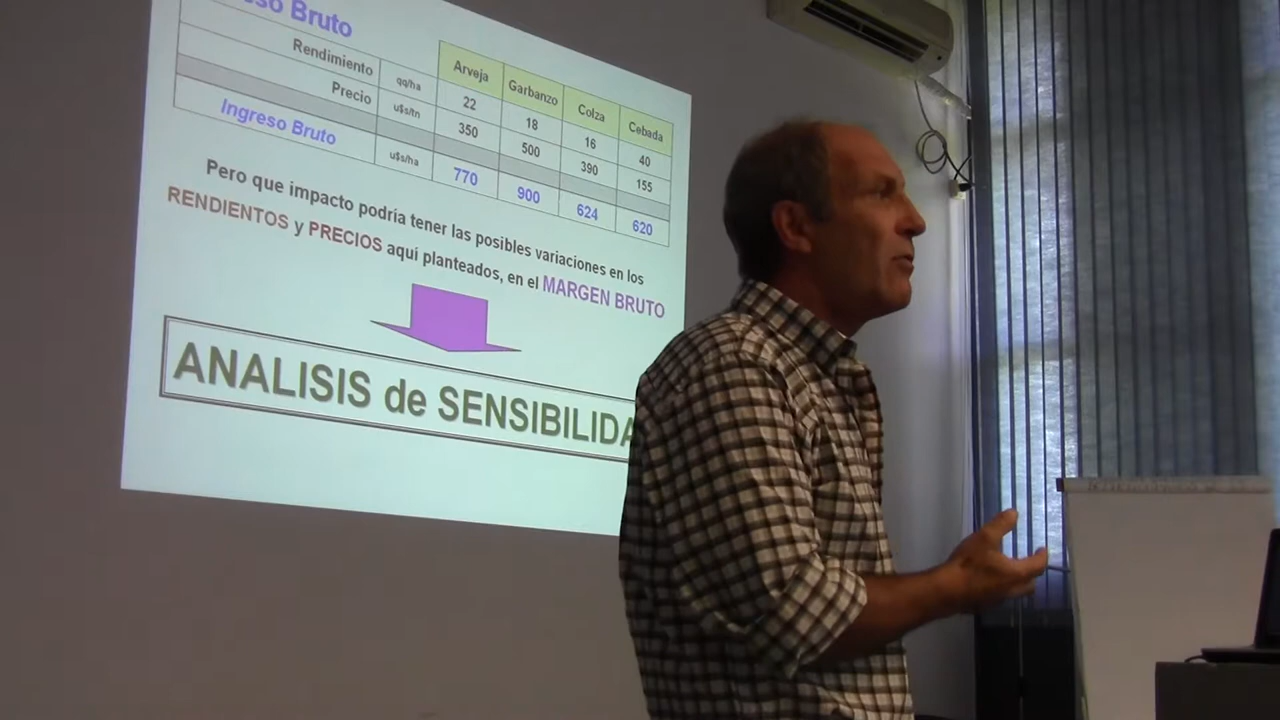 Bruto
Arveja Garbanzo Colza Cebada
Rendimiento qq/ha 22 18 16 40
Precio u$s/tn 350 500 390 155
Ingreso Bruto u$s/ha 770 900 624 620
Pero que impacto podría tener las posibles variaciones en los
RENDIENTOS y PRECIOS aquí planteados, en el MARGEN BRUTO
ANALISIS de SENSIBILIDA